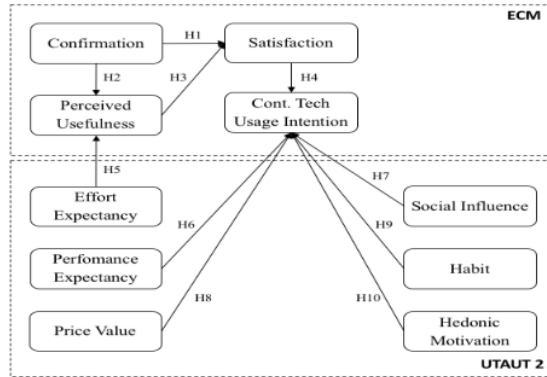 ECM
Confirmation
H1
Satisfaction
H2
H3
H4
Perceived
Usefulness
Cont. Tech
Usage Intention
H5
H7
Effort
Expectancy
H6
Social Influence
H9
Perfomance
Expectancy
Habit
H8
H10
Price Value
Hedonic
Motivation
UTAUT 2